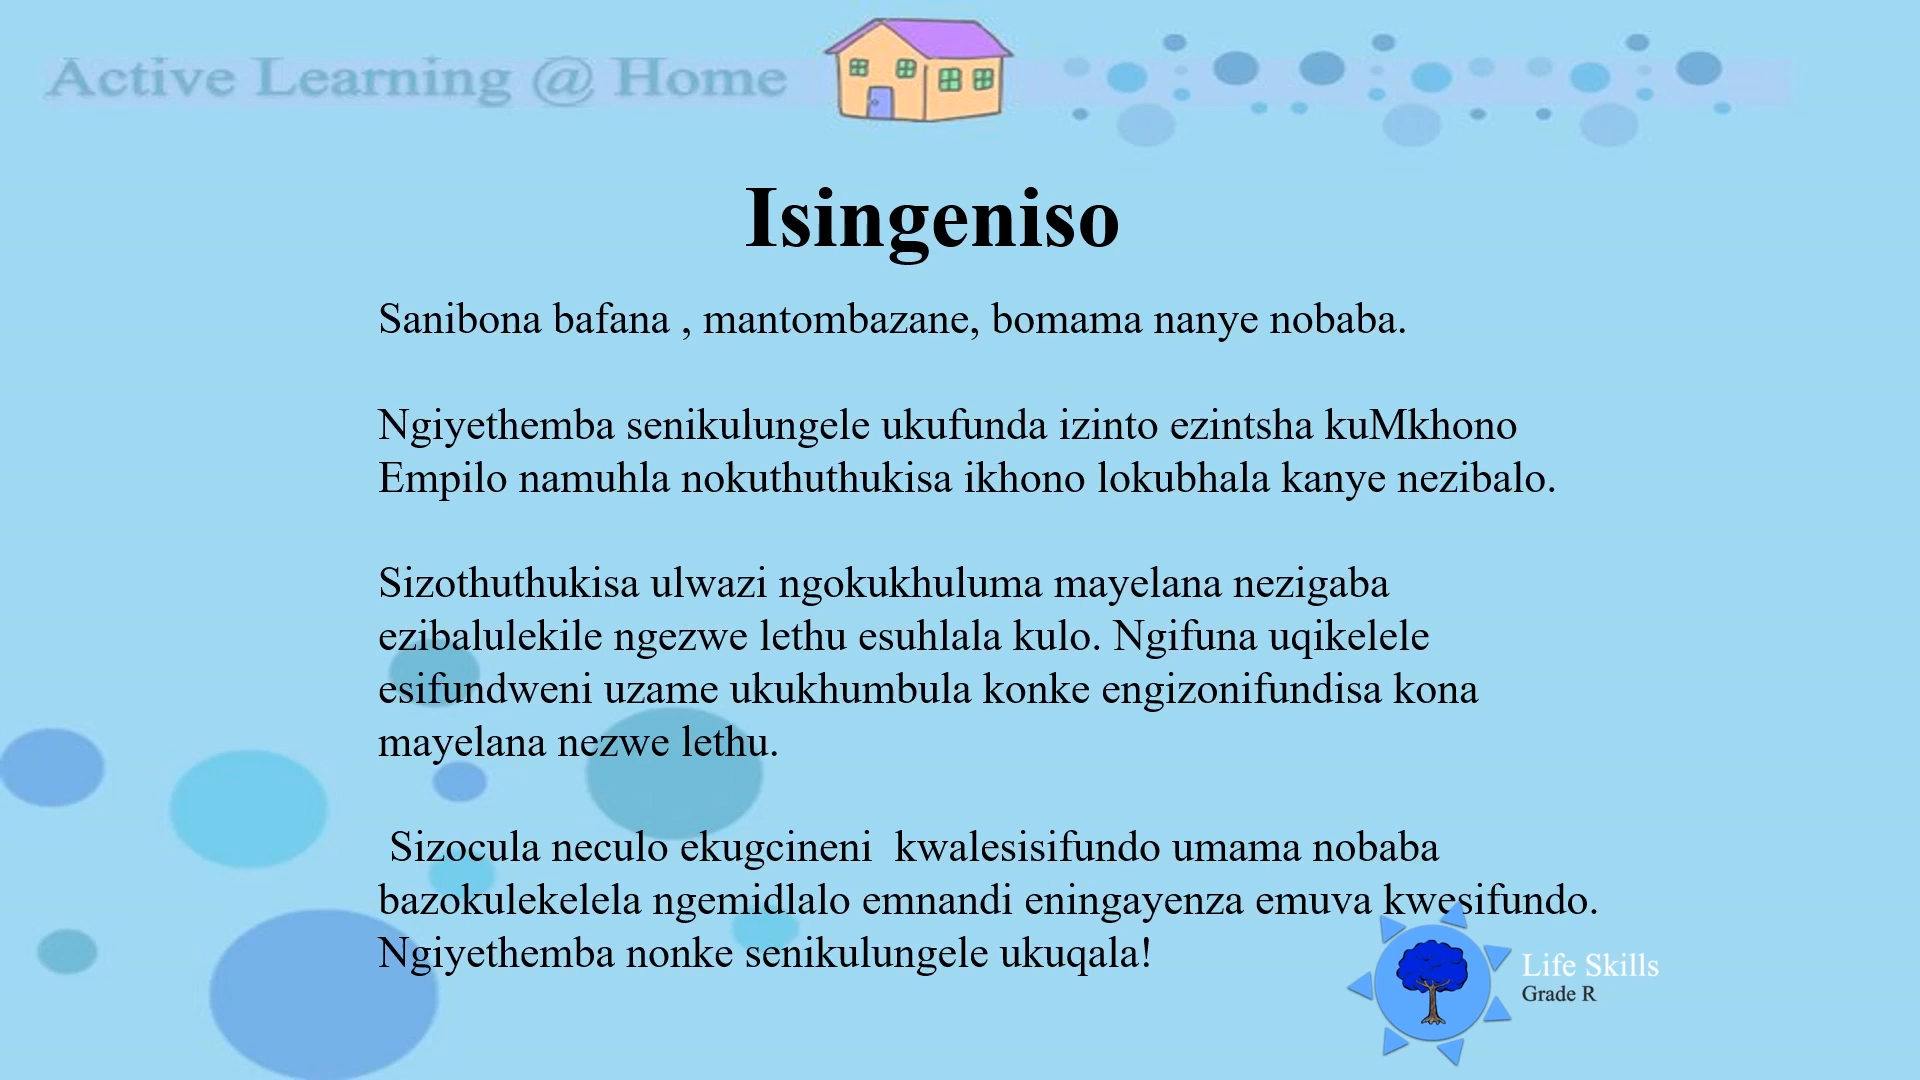 Active Learning @ Home
Isingeniso
Sanibona bafana , mantombazane, bomama nanye nobaba.
Ngiyethemba senikulungele ukufunda izinto ezintsha kuMkhono
Empilo namuhla nokuthuthukisa ikhono lokubhala kanye nezibalo.
Sizothuthukisa ulwazi ngokukhuluma mayelana nezigaba
ezibalulekile ngezwe lethu esuhlala kulo. Ngifuna uqikelele
esifundweni uzame ukukhumbula konke engizonifundisa kona
mayelana nezwe lethu.
Sizocula neculo ekugcineni kwalesisifundo umama nobaba
bazokulekelela ngemidlalo emnandi eningayenza emuva kwesifundo.
Ngiyethemba nonke senikulungele ukuqala!
Life Skills
Grade R